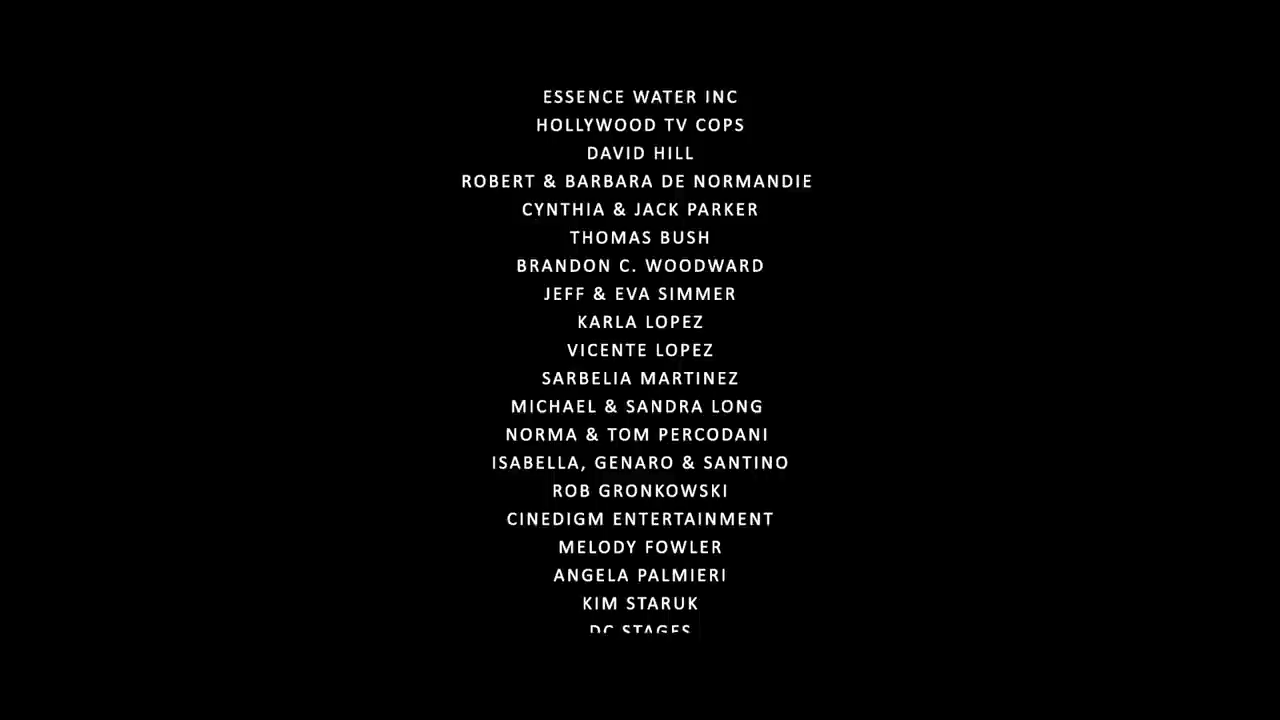 ESSENCE WATER INC
HOLLYWOOD TV COPS
DAVID HILL
ROBERT & BARBARA DE NORMANDIE
CYNTHIA & JACK PARKER
THOMAS BUSH
BRANDON C. WOODWARD
JEFF & EVA SIMMER
KARLA LOPEZ
VICENTE LOPEZ
SARBELIA MARTINEZ
MICHAEL & SANDRA LONG
NORMA & TOM PERCODANI
ISABELLA, GENARO & SANTINO
ROB GRONKOWSKI
CINEDIGM ENTERTAINMENT
MELODY FOWLER
ANGELA PALMIERI
KIM STARUK
DC STAGES